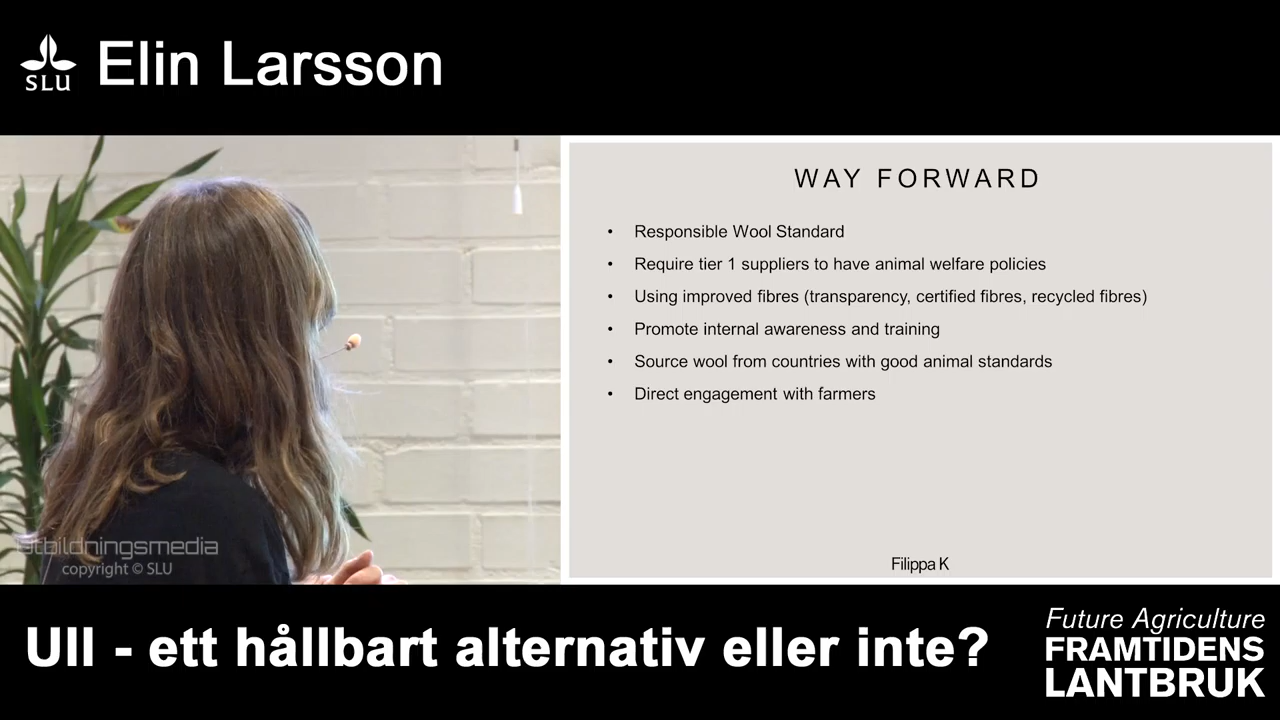 SLU
Elin Larsson
WAY FORWARD
• Responsible Wool Standard
• Require tier 1 suppliers to have animal welfare policies
• Using improved fibres (transparency, certified fibres, recycled fibres)
• Promote internal awareness and training
• Source wool from countries with good animal standards
• Direct engagement with farmers
Filippa K
utbildningsmedia
copyright © SLU
Ull - ett hållbart alternativ eller inte?
Future Agriculture
FRAMTIDENS
LANTBRUK